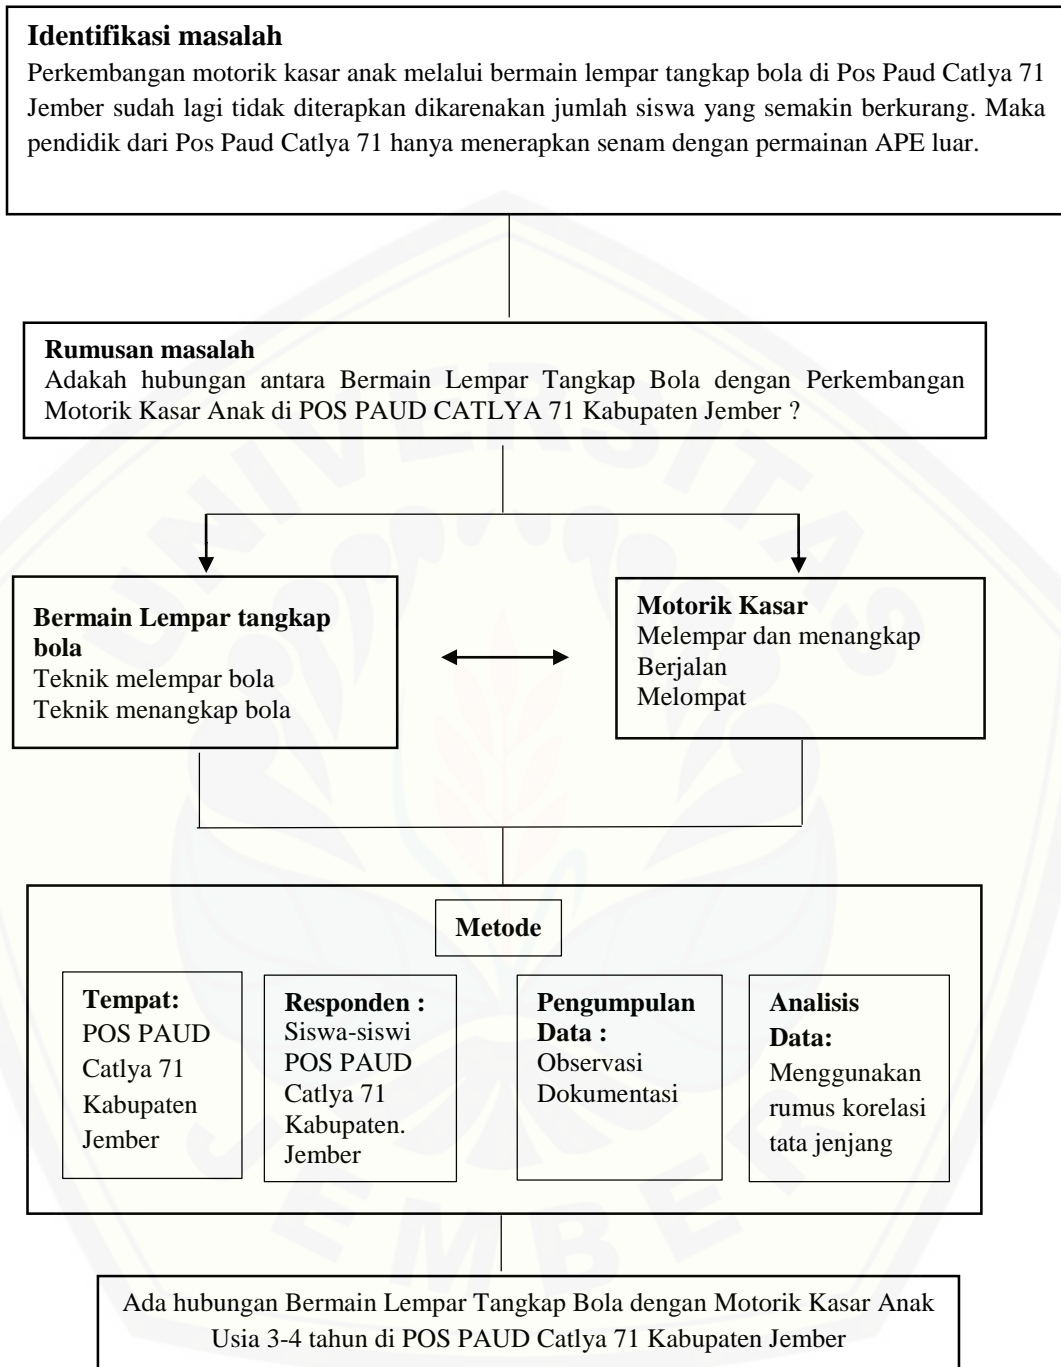 Identifikasi masalah
Perkembangan motorik kasar anak melalui bermain lempar tangkap bola di Pos Paud Catlya 71
Jember sudah lagi tidak diterapkan dikarenakan jumlah siswa yang semakin berkurang. Maka
pendidik dari Pos Paud Catlya 71 hanya menerapkan senam dengan permainan APE luar.
Rumusan masalah
Adakah hubungan antara Bermain Lempar Tangkap Bola dengan Perkembangan
Motorik Kasar Anak di POS PAUD CATLYA 71 Kabupaten Jember ?
Bermain Lempar tangkap
bola
Teknik melempar bola
Teknik menangkap bola
Motorik Kasar
Melempar dan menangkap
Berjalan
Melompat
Metode
Tempat:
POS PAUD
Catlya 71
Kabupaten
Jember
Responden :
Siswa-siswi
POS PAUD
Catlya 71
Kabupaten.
Jember
Pengumpulan
Data :
Observasi
Dokumentasi
Analisis
Data:
Menggunakan
rumus korelasi
tata jenjang
Ada hubungan Bermain Lempar Tangkap Bola dengan Motorik Kasar Anak
Usia 3-4 tahun di POS PAUD Catlya 71 Kabupaten Jember
UNIVERSITAS
JEMBER